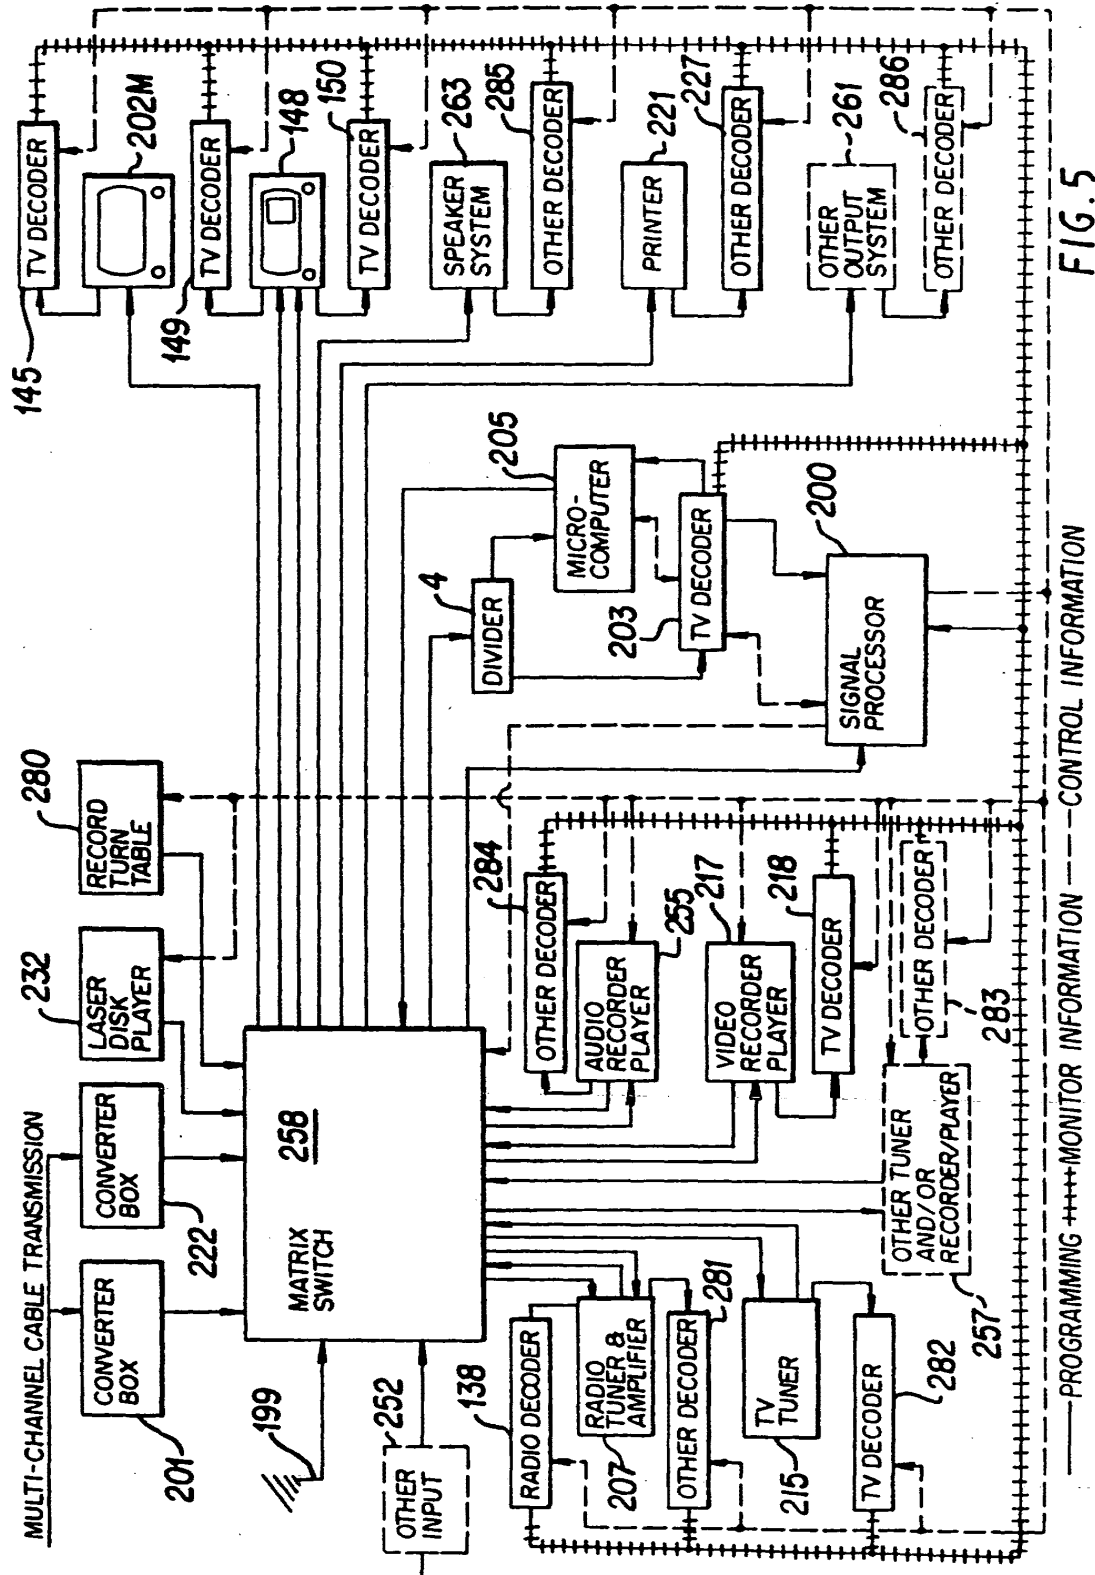 MULTI-CHANNEL CABLE TRANSMISSION
201
CONVERTER
BOX
222
CONVERTER
BOX
232
LASER
DISK
PLAYER
280
RECORD
TURN
TABLE
199
252
OTHER
INPUT
MATRIX
SWITCH
258
145
TV DECODER
202M
149
TV DECODER
148
TV DECODER
150
SPEAKER
SYSTEM
263
OTHER DECODER
285
PRINTER
221
OTHER DECODER
227
OTHER
OUTPUT
SYSTEM
261
OTHER DECODER
286
DIVIDER
4
MICRO-
COMPUTER
205
203
TV DECODER
SIGNAL
PROCESSOR
200
138
RADIO DECODER
207
RADIO
TUNER &
AMPLIFIER
OTHER DECODER
281
215
TV
TUNER
TV DECODER
282
284
OTHER DECODER
AUDIO
RECORDER
PLAYER
255
VIDEO
RECORDER
PLAYER
217
TV DECODER
218
OTHER TUNER
AND/OR
RECORDER/PLAYER
257
OTHER DECODER
283
PROGRAMMING MONITOR INFORMATION CONTROL INFORMATION
FIG. 5